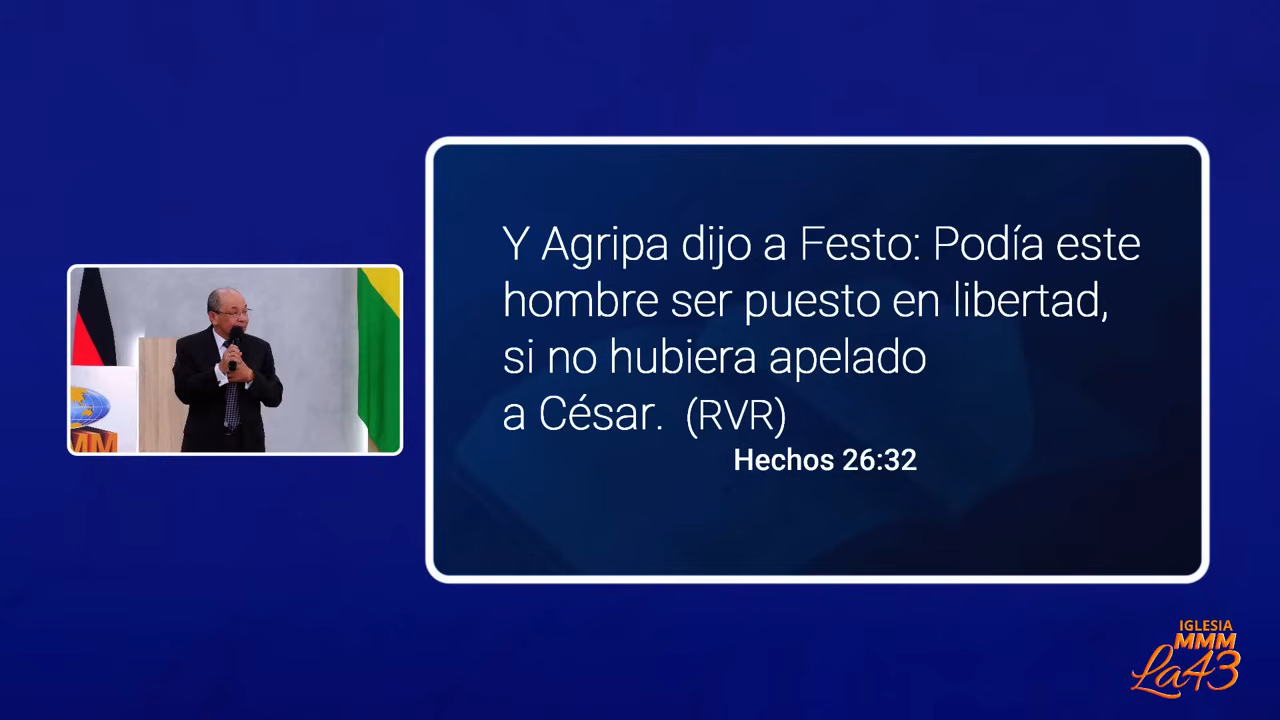 Y Agripa dijo a Festo: Podía este
hombre ser puesto en libertad,
si no hubiera apelado
a César. (RVR)
Hechos 26:32
MM
IGLESIA
MMM
La43